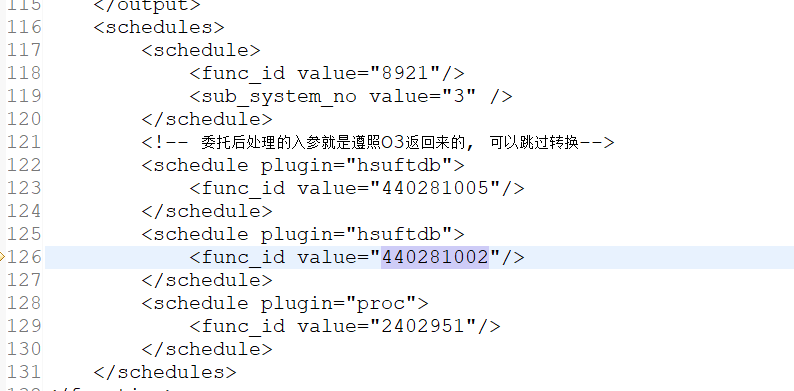 115     </output>
116     <schedules>
117         <schedule>
118             <func_id value="8921"/>
119             <sub_system_no value="3" />
120         </schedule>
121         <!-- 委托后处理的入参就是遵照O3返回来的, 可以跳过转换-->
122         <schedule plugin="hsuftdb">
123             <func_id value="440281005"/>
124         </schedule>
125         <schedule plugin="hsuftdb">
126             <func_id value="440281002"/>
127         </schedule>
128         <schedule plugin="proc">
129             <func_id value="2402951"/>
130         </schedule>
131     </schedules>